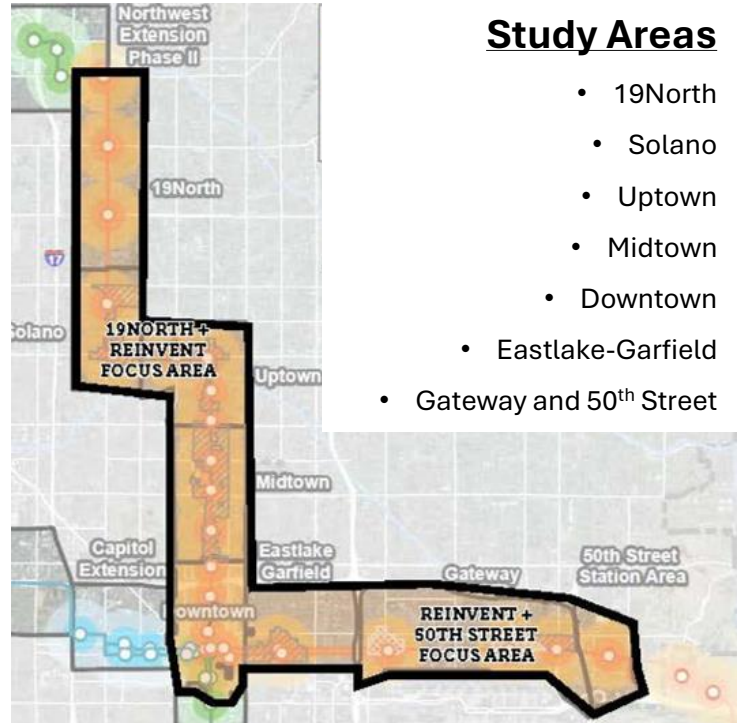 Northwest
Extension
Phase II
Study Areas
• 19North
• Solano
• Uptown
• Midtown
• Downtown
• Eastlake-Garfield
• Gateway and 50th Street
19North
17
Solano
19NORTH +
REINVENT
FOCUS AREA
Uptown
Midtown
Capitol
Extension
Eastlake
Garfield
Gateway
50th Street
Station Area
Downtown
REINVENT +
50TH STREET
FOCUS AREA